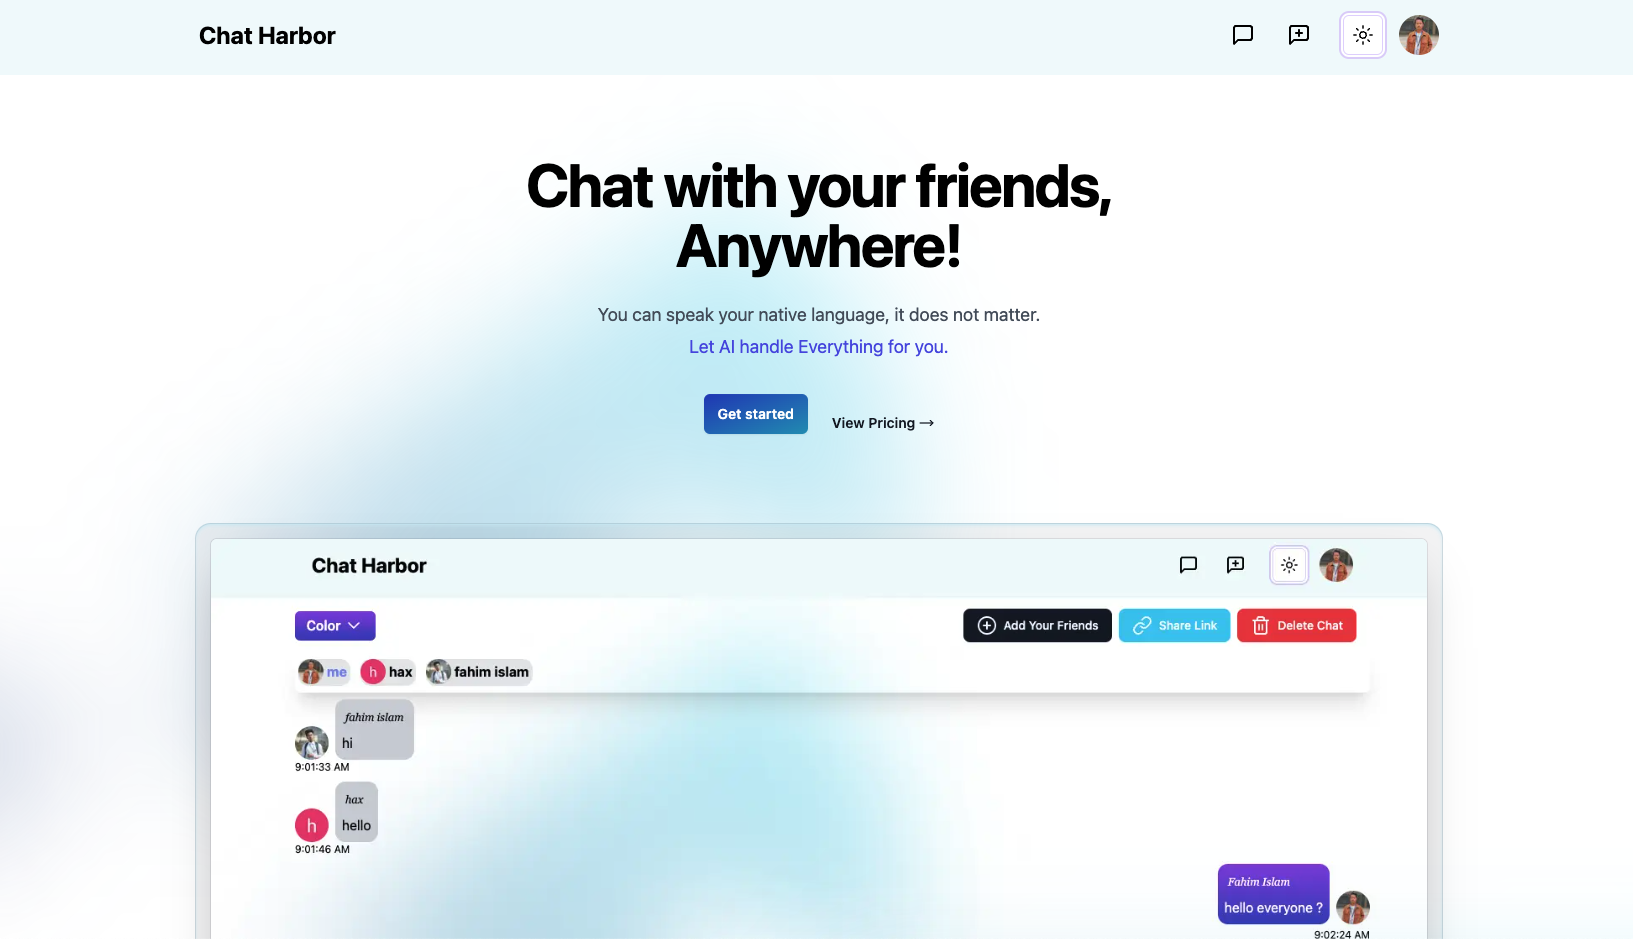 Chat Harbor
Chat with your friends,
Anywhere!
You can speak your native language, it does not matter.
Let AI handle Everything for you.
Get started
View Pricing →
Chat Harbor
Color
Add Your Friends
Share Link
Delete Chat
me
h
hax
fahim islam
fahim islam
hi
9:01:33 AM
hax
h
hello
9:01:46 AM
Fahim Islam
hello everyone ?
9:02:24 AM